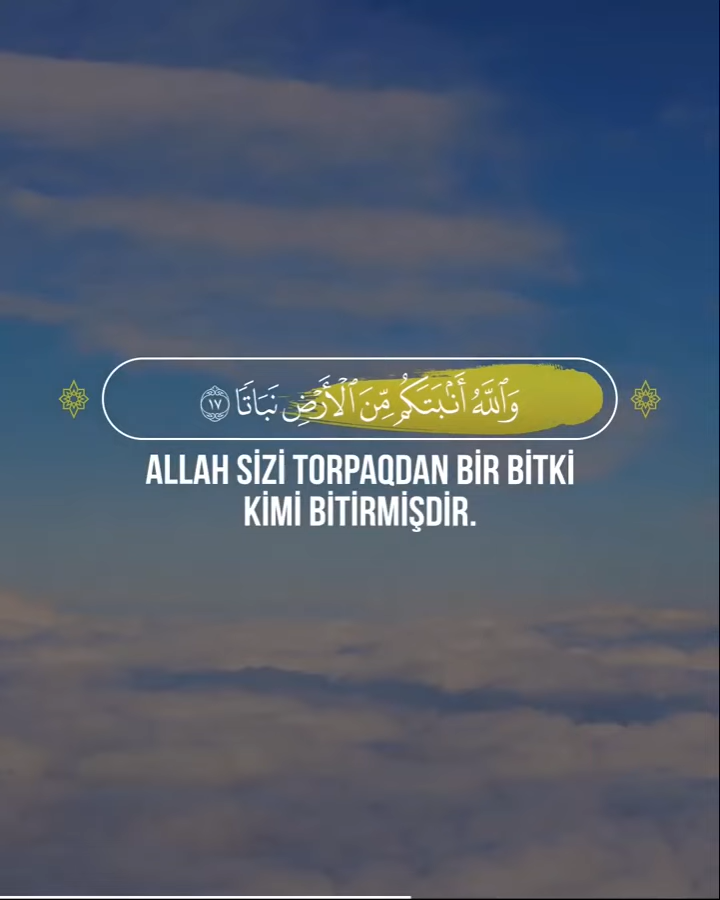 وَٱللَّهُ أَنۢبَتَكُم مِّنَ ٱلۡأَرۡضِ نَبَاتٗا ١٧
ALLAH SİZİ TORPAQDAN BİR BİTKİ
KİMİ BİTİRMİŞDİR.